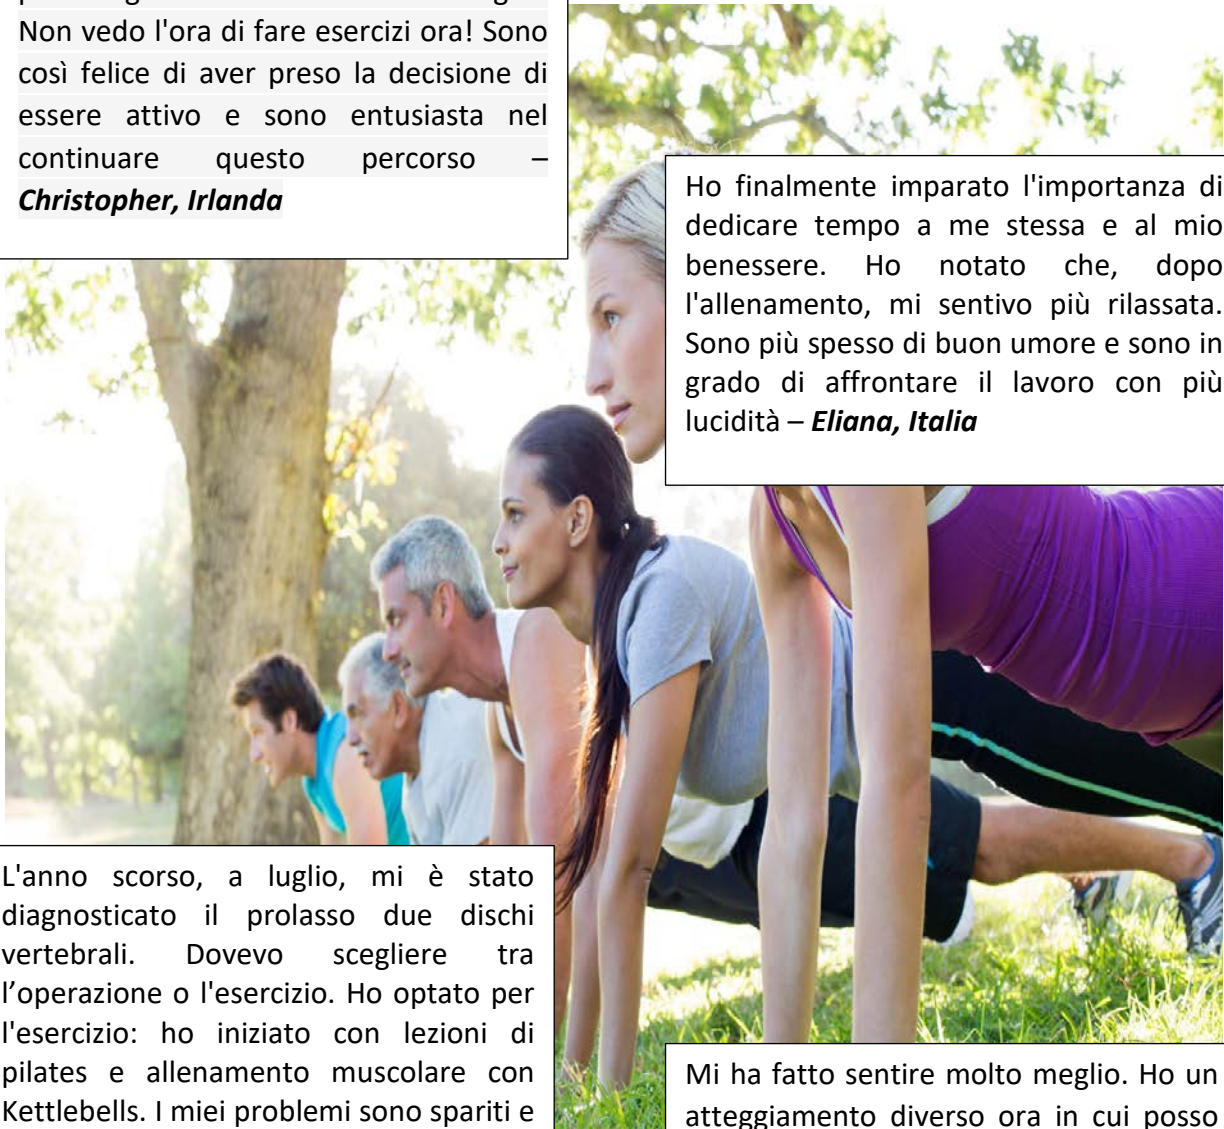 Non vedo l'ora di fare esercizi ora! Sono
così felice di aver preso la decisione di
essere attivo e sono entusiasta nel
continuare questo percorso –
Christopher, Irlanda
Ho finalmente imparato l'importanza di
dedicare tempo a me stessa e al mio
benessere. Ho notato che, dopo
l'allenamento, mi sentivo più rilassata.
Sono più spesso di buon umore e sono in
grado di affrontare il lavoro con più
lucidità – Eliana, Italia
L'anno scorso, a luglio, mi è stato
diagnosticato il prolasso due dischi
vertebrali. Dovevo scegliere tra
l’operazione o l'esercizio. Ho optato per
l'esercizio: ho iniziato con lezioni di
pilates e allenamento muscolare con
Kettlebells. I miei problemi sono spariti e
Mi ha fatto sentire molto meglio. Ho un
atteggiamento diverso ora in cui posso